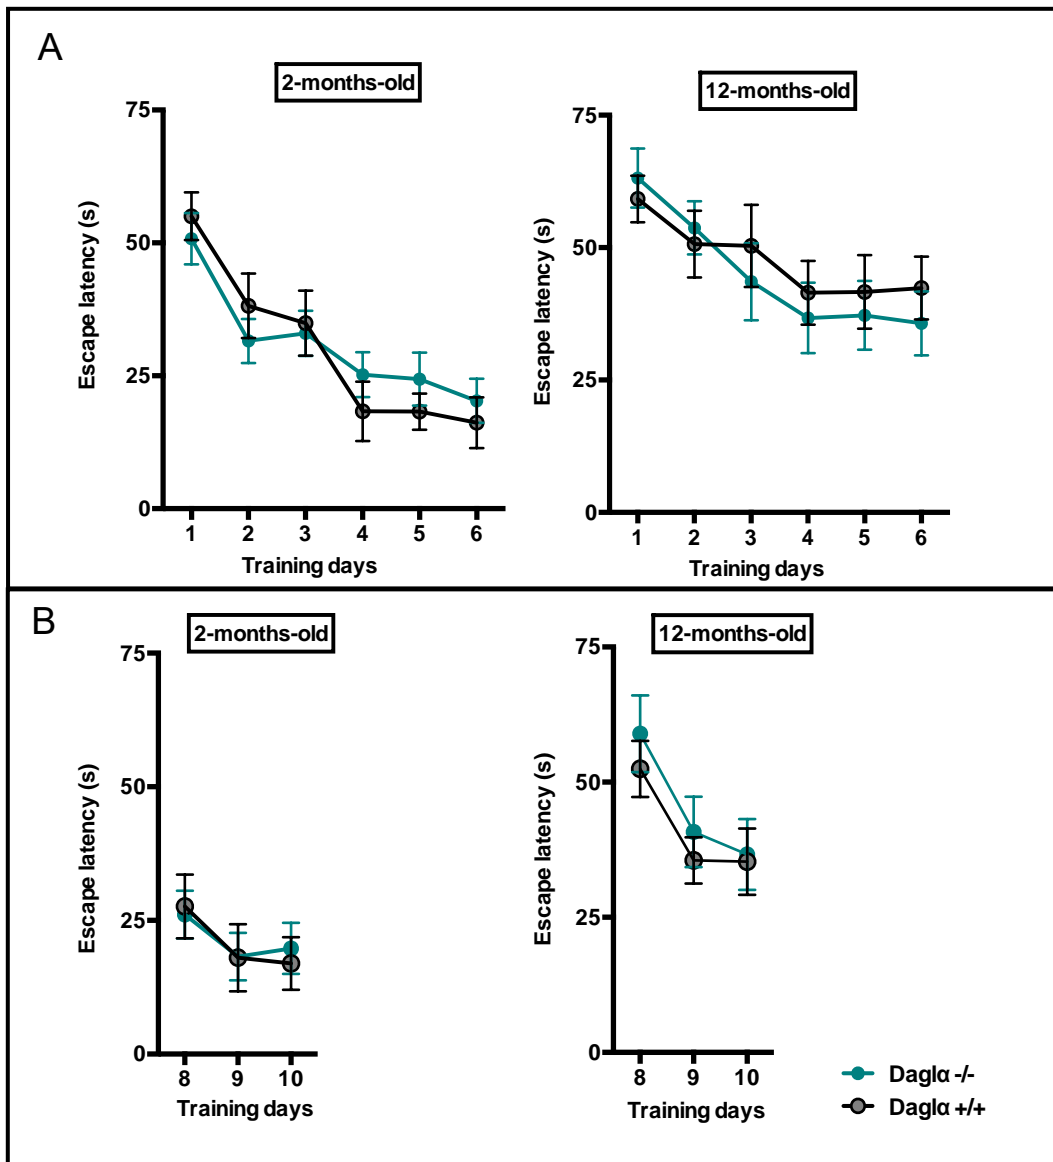 A
2-months-old
12-months-old
75
50
25
0
Escape latency (s)
1 2 3 4 5 6
Training days
75
50
25
0
Escape latency (s)
1 2 3 4 5 6
Training days
B
2-months-old
12-months-old
75
50
25
0
Escape latency (s)
8 9 10
Training days
75
50
25
0
Escape latency (s)
8 9 10
Training days
Daglα -/-
Daglα +/+